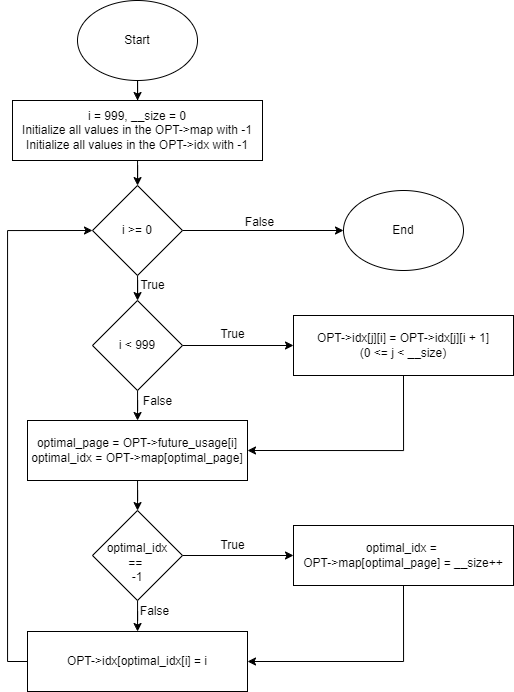 Start
i = 999, __size = 0
Initialize all values in the OPT->map with -1
Initialize all values in the OPT->idx with -1
i >= 0
False
End
True
i < 999
True
OPT->idx[j][i] = OPT->idx[j][i + 1]
(0 <= j < __size)
False
optimal_page = OPT->future_usage[i]
optimal_idx = OPT->map[optimal_page]
optimal_idx
==
-1
True
optimal_idx =
OPT->map[optimal_page] = __size++
False
OPT->idx[optimal_idx[i] = i